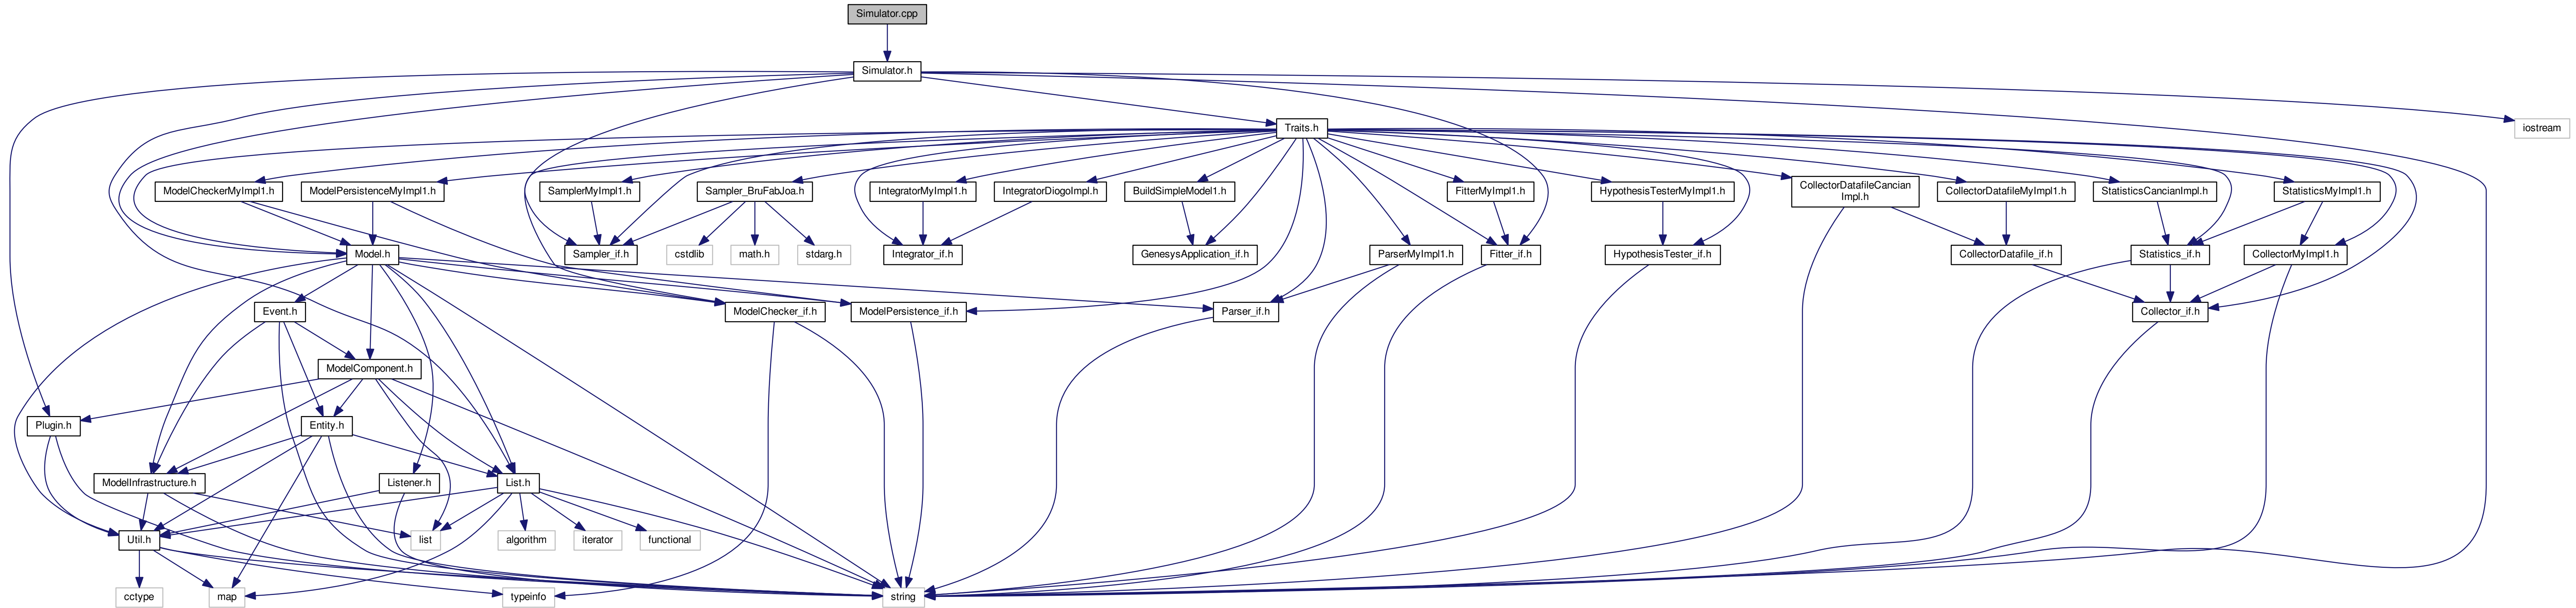 Simulator.cpp
Simulator.h
Traits.h
iostream
ModelCheckerMyImpl1.h
ModelPersistenceMyImpl1.h
SamplerMyImpl1.h
Sampler_BruFabJoa.h
IntegratorMyImpl1.h
IntegratorDiogoImpl.h
BuildSimpleModel1.h
FitterMyImpl1.h
HypothesisTesterMyImpl1.h
CollectorDatafileCancian
Impl.h
CollectorDatafileMyImpl1.h
StatisticsCancianImpl.h
StatisticsMyImpl1.h
Model.h
Sampler_if.h
cstdlib
math.h
stdarg.h
Integrator_if.h
GenesysApplication_if.h
ParserMyImpl1.h
Fitter_if.h
HypothesisTester_if.h
CollectorDatafile_if.h
Statistics_if.h
CollectorMyImpl1.h
Event.h
ModelChecker_if.h
ModelPersistence_if.h
Parser_if.h
Collector_if.h
ModelComponent.h
Plugin.h
Entity.h
ModelInfrastructure.h
Listener.h
List.h
Util.h
list
algorithm
iterator
functional
cctype
map
typeinfo
string